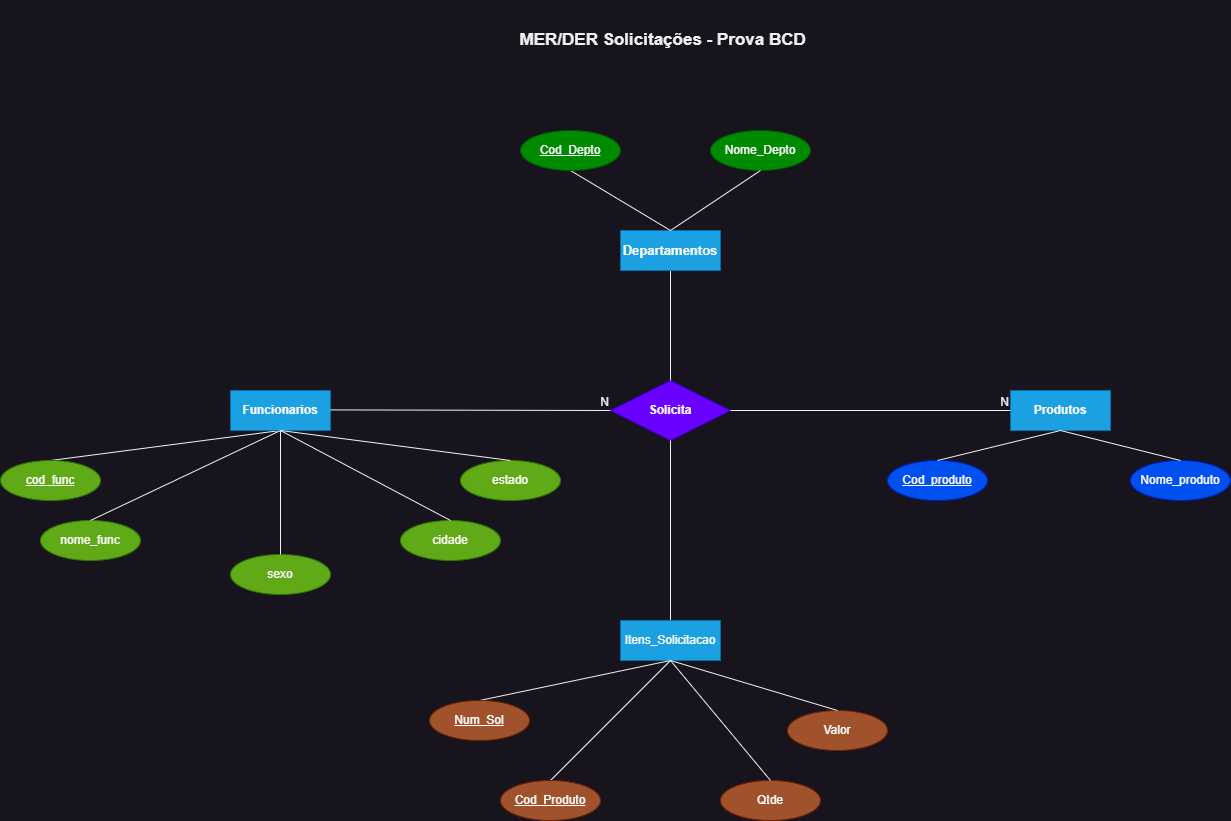 MER/DER Solicitações - Prova BCD
Cod_Depto
Nome_Depto
Departamentos
N
N
Funcionarios
Solicita
Produtos
cod_func
estado
Cod_produto
Nome_produto
nome_func
cidade
sexo
Itens_Solicitacao
Num_Sol
Valor
Cod_Produto
Qtde